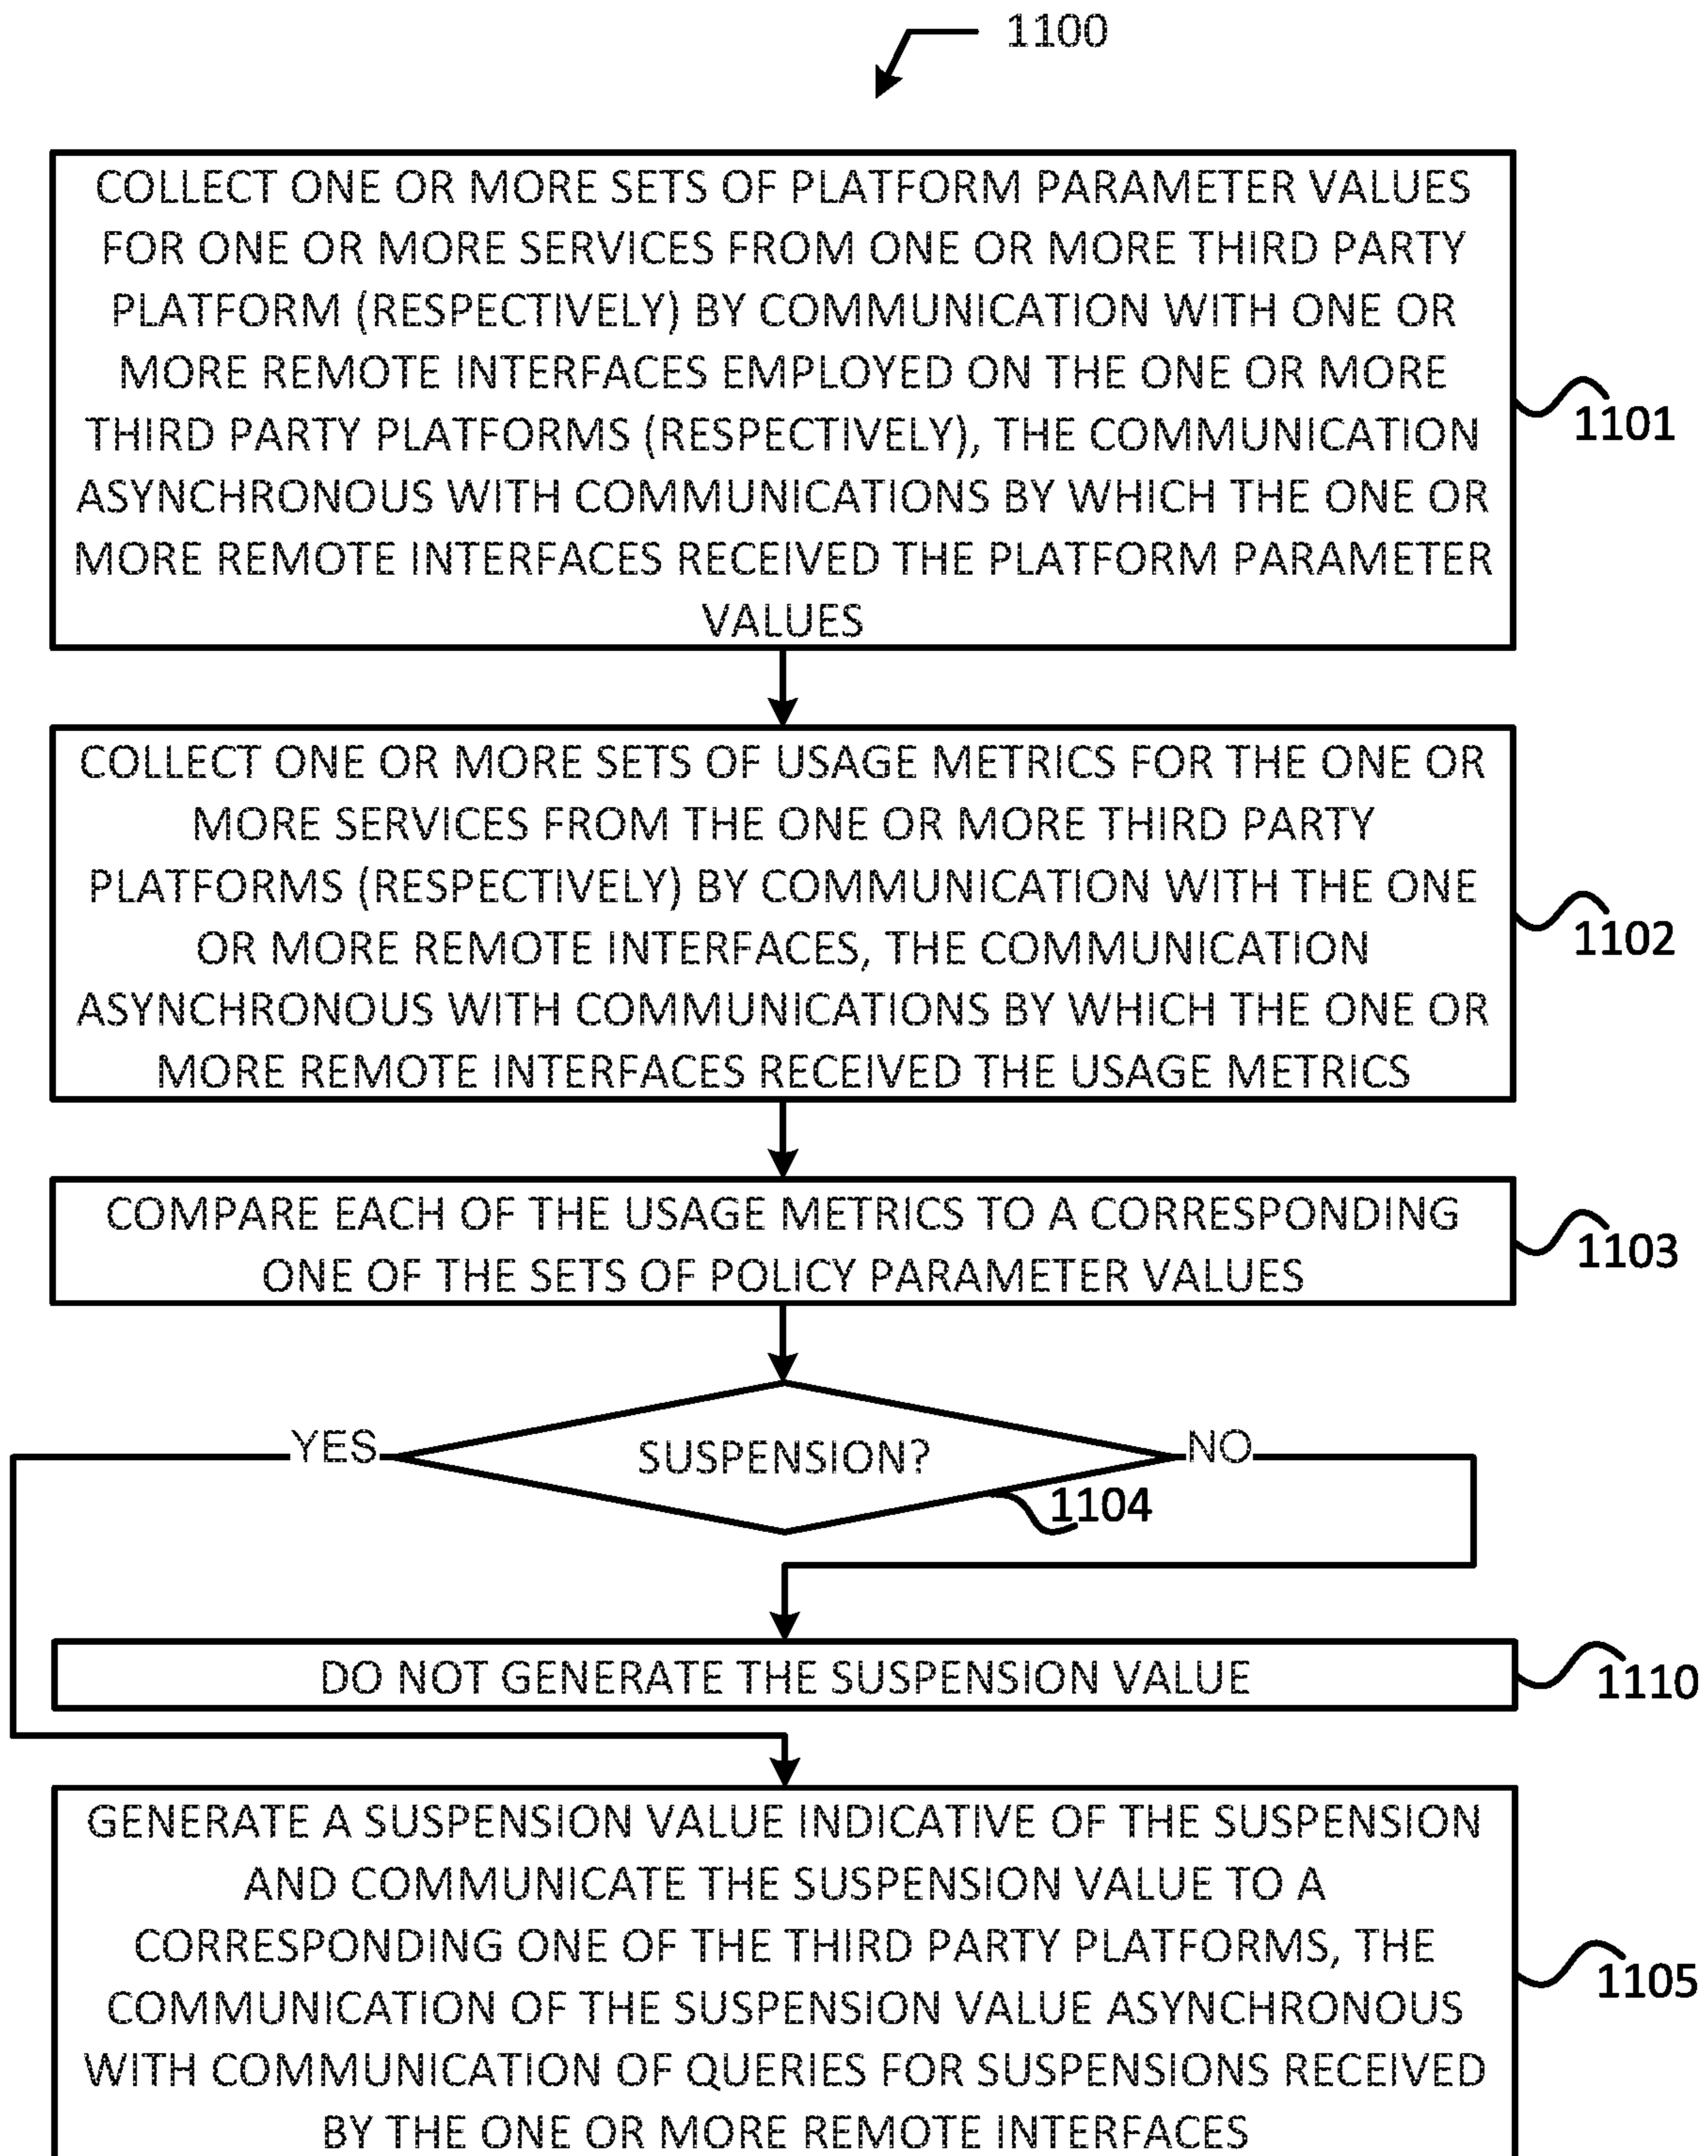 1100
COLLECT ONE OR MORE SETS OF PLATFORM PARAMETER VALUES
FOR ONE OR MORE SERVICES FROM ONE OR MORE THIRD PARTY
PLATFORM (RESPECTIVELY) BY COMMUNICATION WITH ONE OR
MORE REMOTE INTERFACES EMPLOYED ON THE ONE OR MORE
THIRD PARTY PLATFORMS (RESPECTIVELY), THE COMMUNICATION
ASYNCHRONOUS WITH COMMUNICATIONS BY WHICH THE ONE OR
MORE REMOTE INTERFACES RECEIVED THE PLATFORM PARAMETER
VALUES
1101
COLLECT ONE OR MORE SETS OF USAGE METRICS FOR THE ONE OR
MORE SERVICES FROM THE ONE OR MORE THIRD PARTY
PLATFORMS (RESPECTIVELY) BY COMMUNICATION WITH THE ONE
OR MORE REMOTE INTERFACES, THE COMMUNICATION
ASYNCHRONOUS WITH COMMUNICATIONS BY WHICH THE ONE OR
MORE REMOTE INTERFACES RECEIVED THE USAGE METRICS
1102
COMPARE EACH OF THE USAGE METRICS TO A CORRESPONDING
ONE OF THE SETS OF POLICY PARAMETER VALUES
1103
YES
SUSPENSION?
NO
1104
DO NOT GENERATE THE SUSPENSION VALUE
1110
GENERATE A SUSPENSION VALUE INDICATIVE OF THE SUSPENSION
AND COMMUNICATE THE SUSPENSION VALUE TO A
CORRESPONDING ONE OF THE THIRD PARTY PLATFORMS, THE
COMMUNICATION OF THE SUSPENSION VALUE ASYNCHRONOUS
WITH COMMUNICATION OF QUERIES FOR SUSPENSIONS RECEIVED
BY THE ONE OR MORE REMOTE INTERFACES
1105